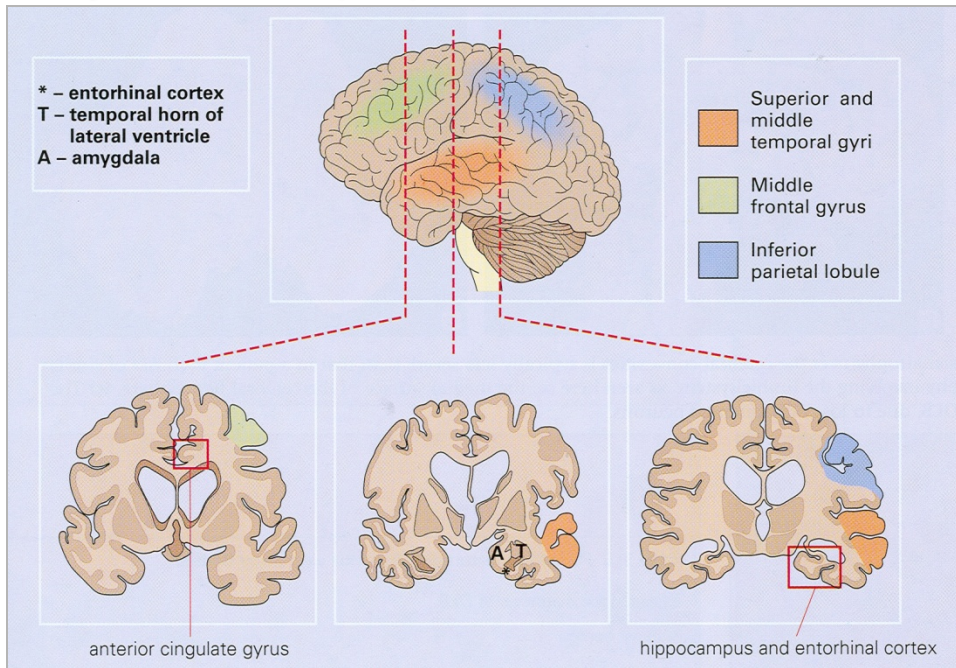 * – entorhinal cortex
T – temporal horn of
lateral ventricle
A – amygdala
Superior and
middle
temporal gyri
Middle
frontal gyrus
Inferior
parietal lobule
A T
*
anterior cingulate gyrus
hippocampus and entorhinal cortex